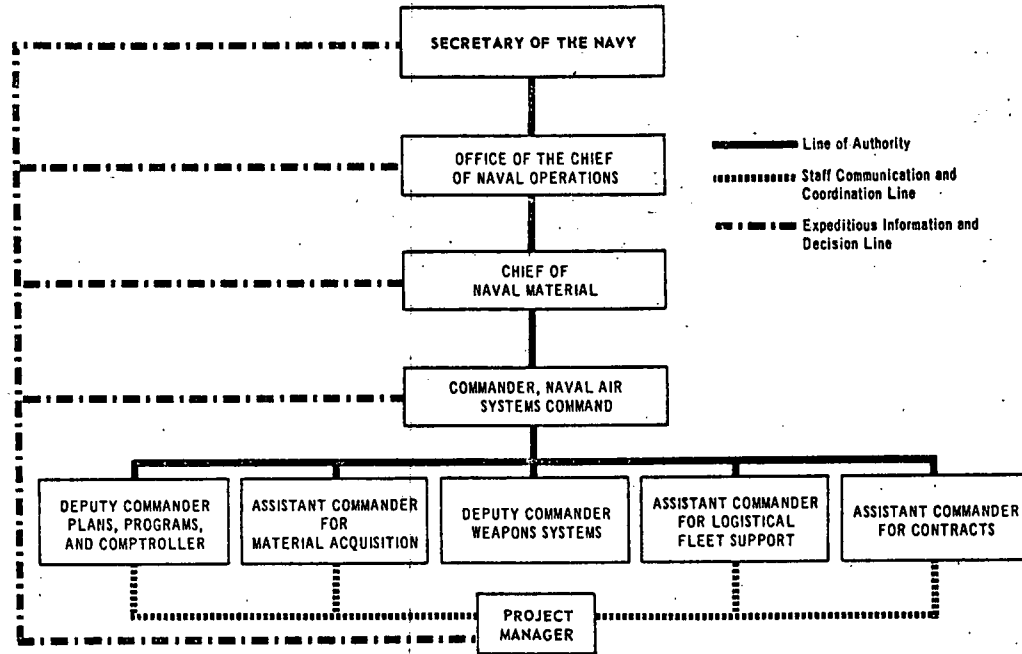 SECRETARY OF THE NAVY
OFFICE OF THE CHIEF
OF NAVAL OPERATIONS
Line of Authority
Staff Communication and
Coordination Line
Expeditious Information and
Decision Line
CHIEF OF
NAVAL MATERIAL
COMMANDER, NAVAL AIR
SYSTEMS COMMAND
DEPUTY COMMANDER
PLANS, PROGRAMS,
AND COMPTROLLER
ASSISTANT COMMANDER
FOR
MATERIAL ACQUISITION
DEPUTY COMMANDER
WEAPONS SYSTEMS
ASSISTANT COMMANDER
FOR LOGISTICAL
FLEET SUPPORT
ASSISTANT COMMANDER
FOR CONTRACTS
PROJECT
MANAGER